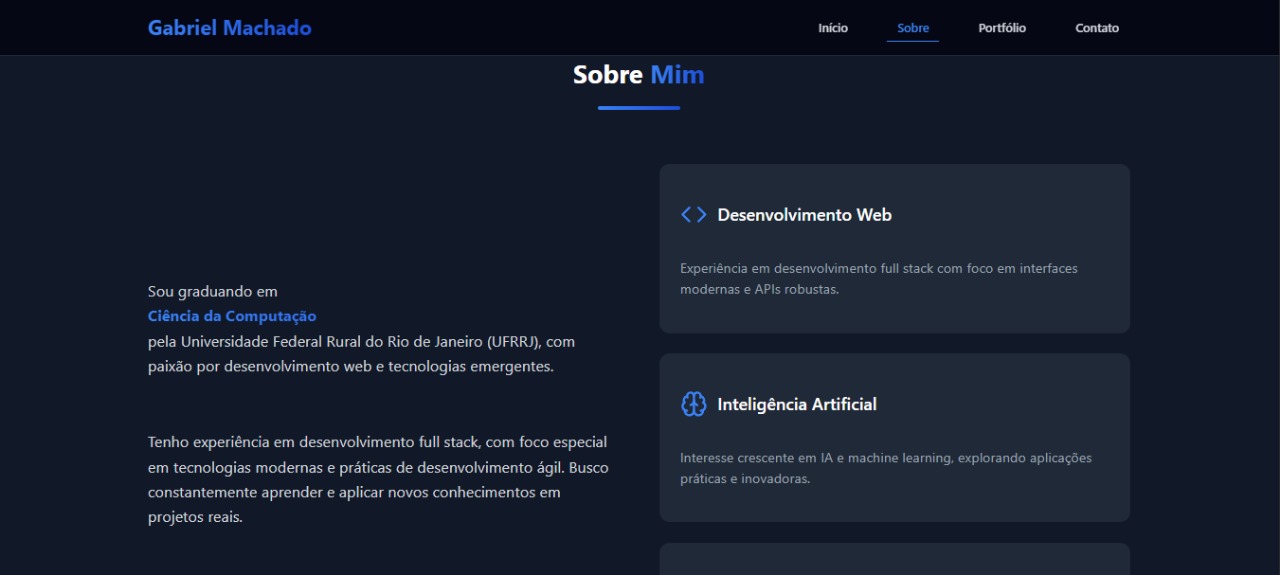 Gabriel Machado
Início
Sobre
Portfólio
Contato
Sobre Mim
Sou graduando em
Ciência da Computação
pela Universidade Federal Rural do Rio de Janeiro (UFRRJ), com
paixão por desenvolvimento web e tecnologias emergentes.
Tenho experiência em desenvolvimento full stack, com foco especial
em tecnologias modernas e práticas de desenvolvimento ágil. Busco
constantemente aprender e aplicar novos conhecimentos em
projetos reais.
Desenvolvimento Web
Experiência em desenvolvimento full stack com foco em interfaces
modernas e APIs robustas.
Inteligência Artificial
Interesse crescente em IA e machine learning, explorando aplicações
práticas e inovadoras.